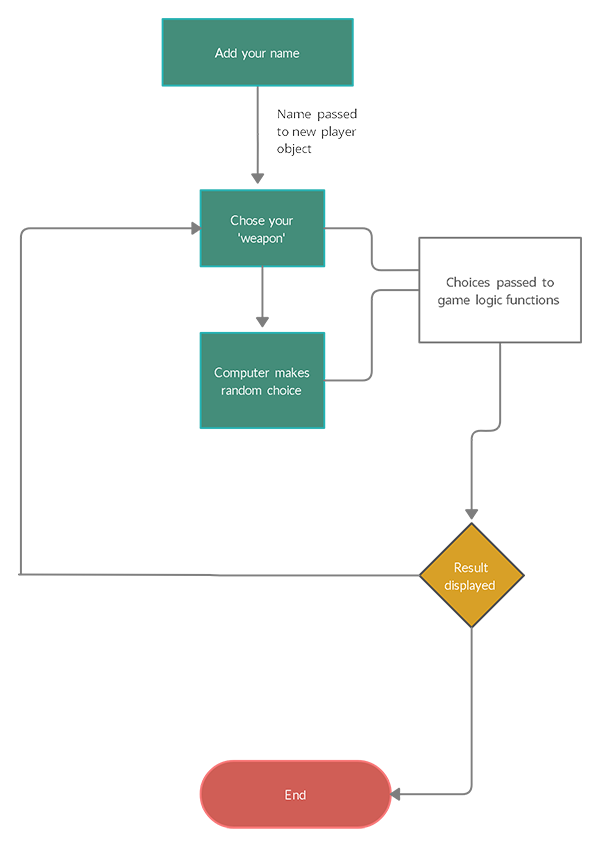 Add your name
Name passed
to new player
object
Chose your
'weapon'
Choices passed to
game logic functions
Computer makes
random choice
Result
displayed
End